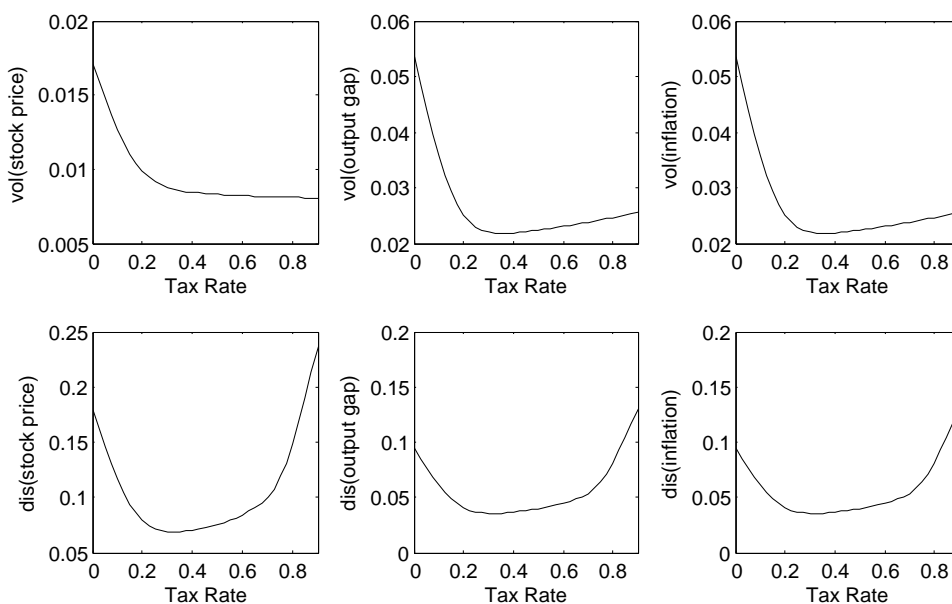 vol(stock price)
0.02
0.015
0.01
0.005
0 0.2 0.4 0.6 0.8
Tax Rate
vol(output gap)
0.06
0.05
0.04
0.03
0.02
0 0.2 0.4 0.6 0.8
Tax Rate
vol(inflation)
0.06
0.05
0.04
0.03
0.02
0 0.2 0.4 0.6 0.8
Tax Rate
dis(stock price)
0.25
0.2
0.15
0.1
0.05
0 0.2 0.4 0.6 0.8
Tax Rate
dis(output gap)
0.2
0.15
0.1
0.05
0
0 0.2 0.4 0.6 0.8
Tax Rate
dis(inflation)
0.2
0.15
0.1
0.05
0
0 0.2 0.4 0.6 0.8
Tax Rate